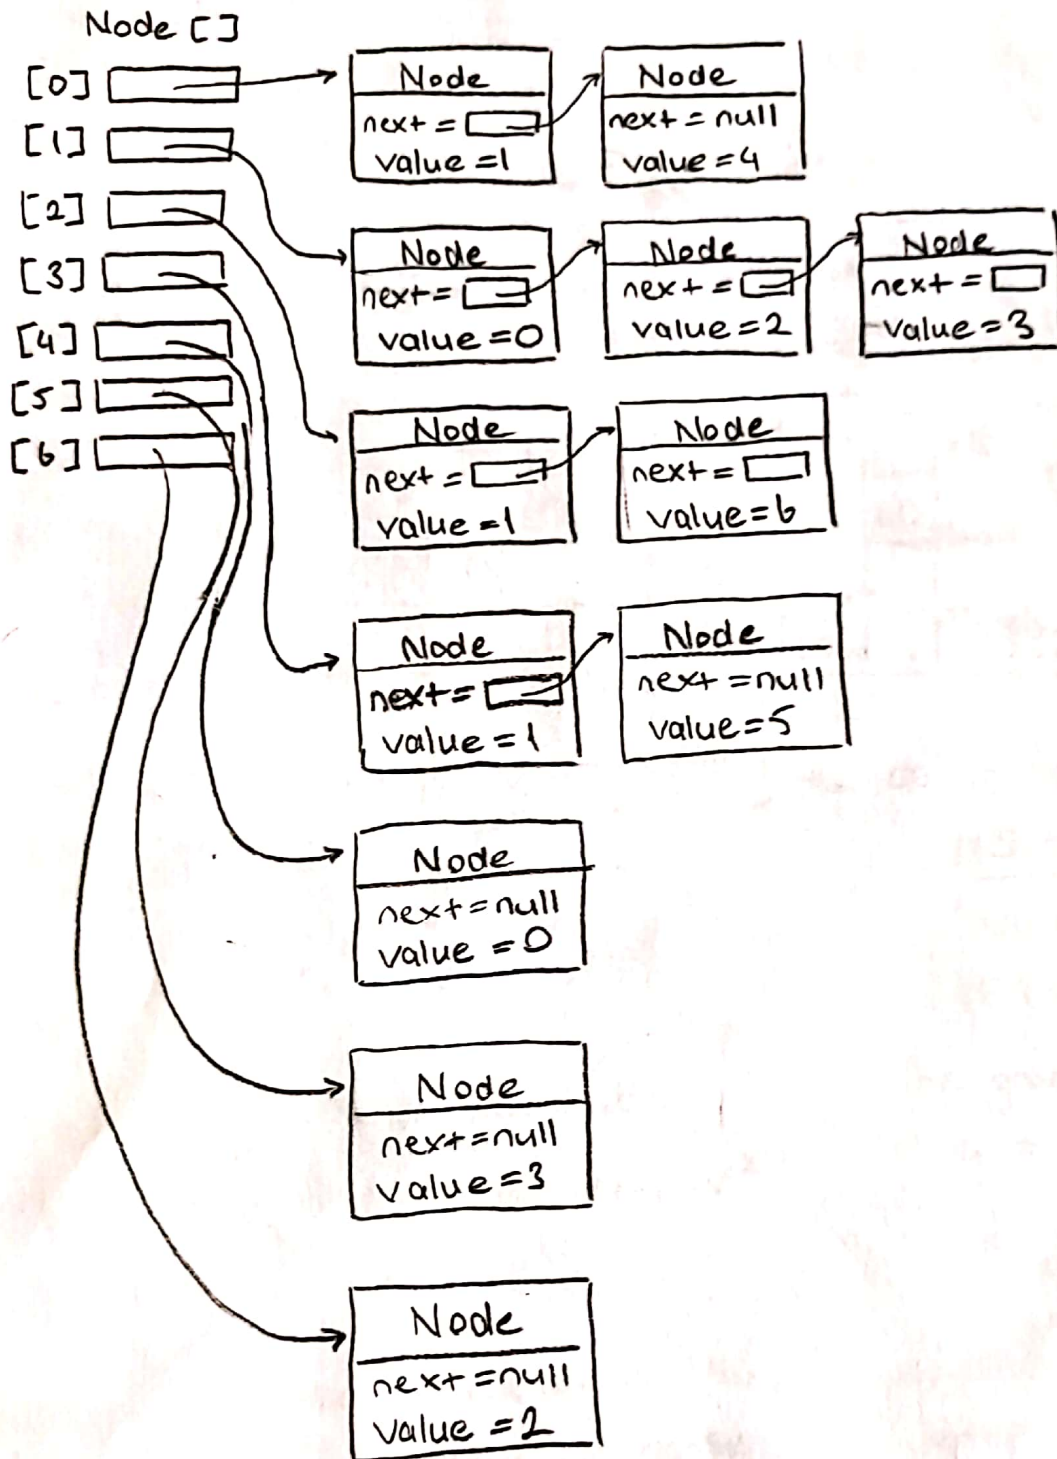 Node []
[0]
[1]
[2]
[3]
[4]
[5]
[6]
Node
next =
value =1
Node
next = null
value = 4
Node
next =
value =0
Node
next =
value =2
Node
next =
value = 3
Node
next =
value =1
Node
next =
value=6
Node
next =
value = 1
Node
next =null
value=5
Node
next=null
value =0
Node
next=null
value =3
Node
next=null
value =2